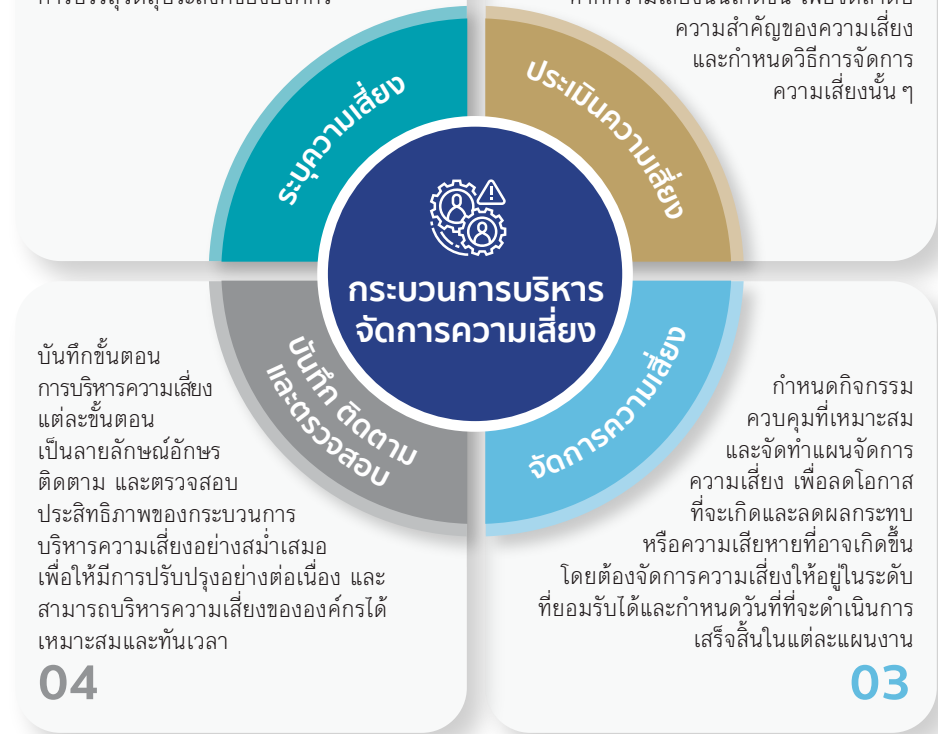 ความสำคัญของความเสี่ยง
และกำหนดวิธีการจัดการ
ความเสี่ยงนั้น ๆ
ระบุความเสี่ยง
ประเมินความเสี่ยง
กระบวนการบริหาร
จัดการความเสี่ยง
บันทึก ติดตาม
และตรวจสอบ
จัดการความเสี่ยง
บันทึกขั้นตอน
การบริหารความเสี่ยง
แต่ละขั้นตอน
เป็นลายลักษณ์อักษร
ติดตาม และตรวจสอบ
ประสิทธิภาพของกระบวนการ
บริหารความเสี่ยงอย่างสม่ำเสมอ
เพื่อให้มีการปรับปรุงอย่างต่อเนื่อง และ
สามารถบริหารความเสี่ยงขององค์กรได้
เหมาะสมและทันเวลา
04
กำหนดกิจกรรม
ควบคุมที่เหมาะสม
และจัดทำแผนจัดการ
ความเสี่ยง เพื่อลดโอกาส
ที่จะเกิดและลดผลกระทบ
หรือความเสียหายที่อาจเกิดขึ้น
โดยต้องจัดการความเสี่ยงให้อยู่ในระดับ
ที่ยอมรับได้และกำหนดวันที่ที่จะดำเนินการ
เสร็จสิ้นในแต่ละแผนงาน
03